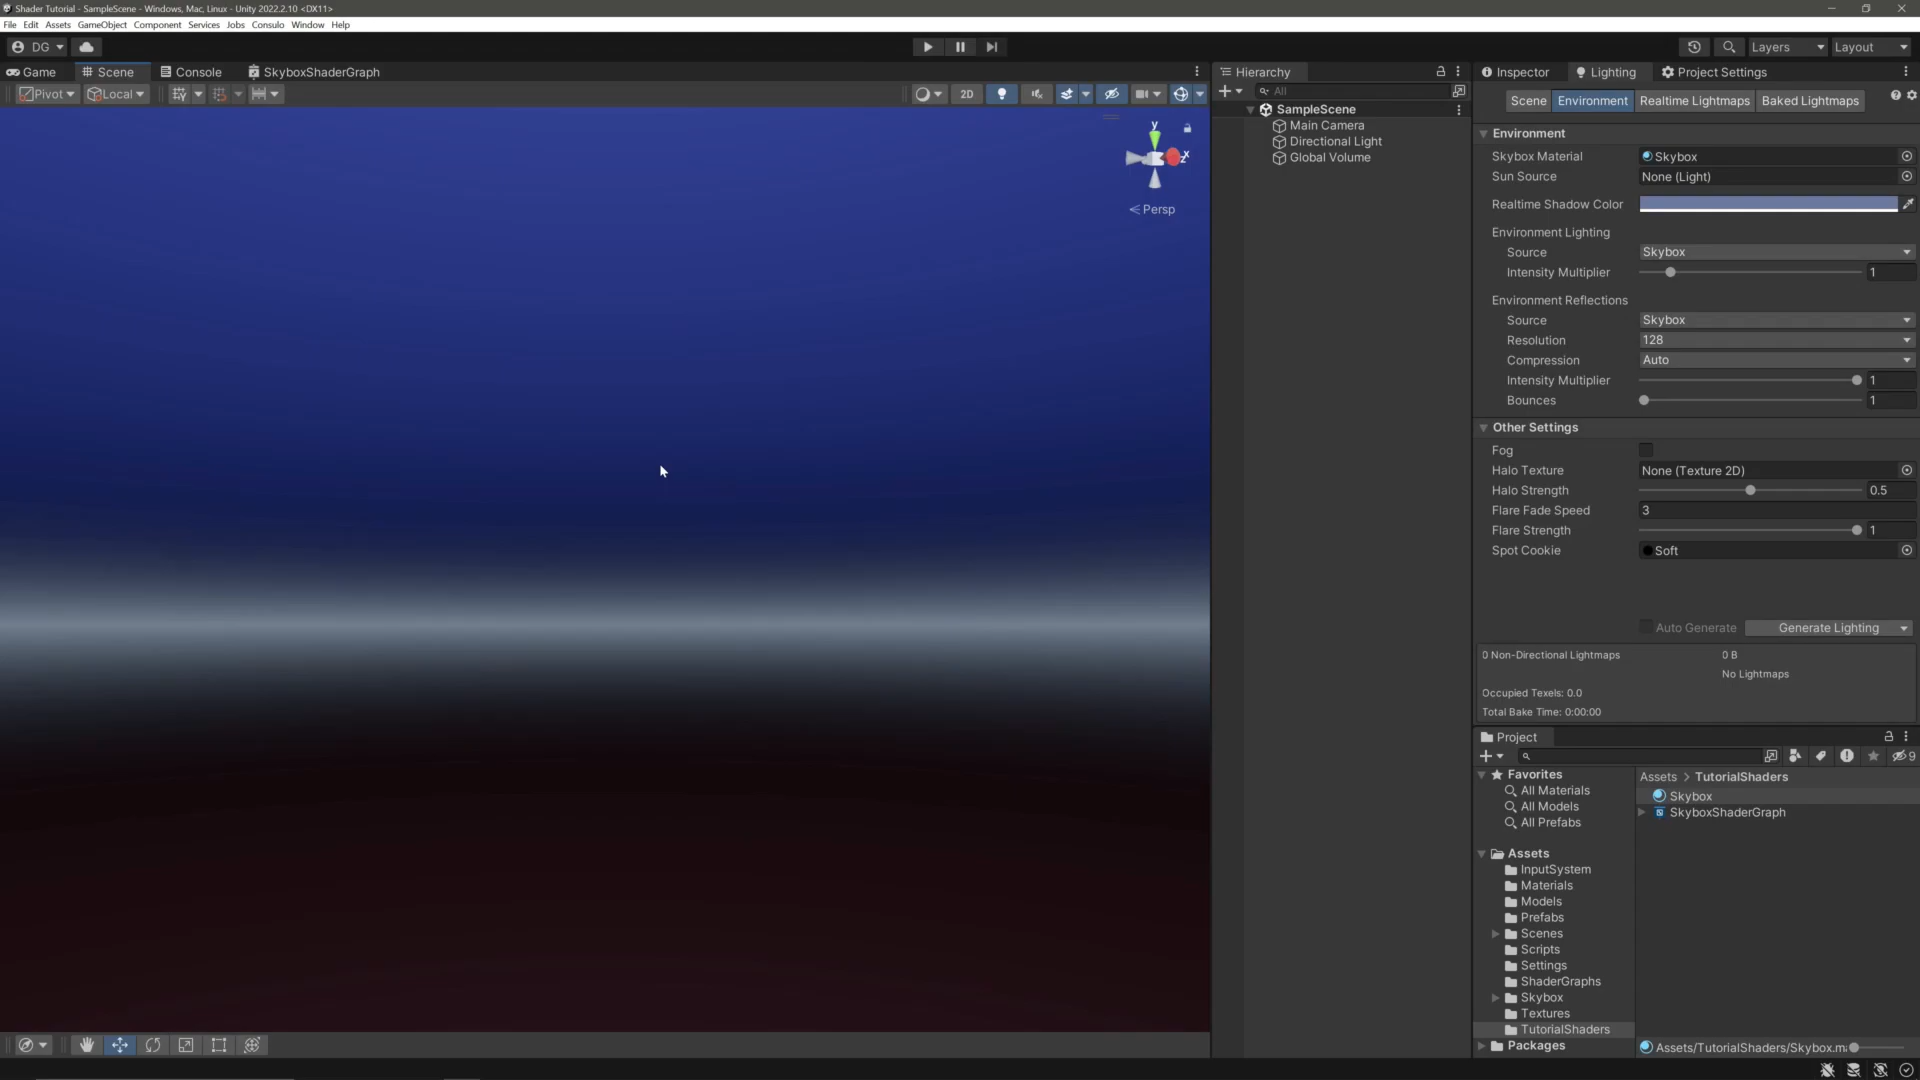 Shader Tutorial - SampleScene - Windows, Mac, Linux - Unity 2022.2.10 <DX11>
File Edit Assets GameObject Component Services Jobs Consulo Window Help
DG
Layers
Layout
Game
Scene
Console
SkyboxShaderGraph
Pivot
Local
2D
y
x
z
Persp
Hierarchy
All
SampleScene
Main Camera
Directional Light
Global Volume
Inspector
Lighting
Project Settings
Scene
Environment
Realtime Lightmaps
Baked Lightmaps
Environment
Skybox Material
Skybox
Sun Source
None (Light)
Realtime Shadow Color
Environment Lighting
Source
Skybox
Intensity Multiplier
1
Environment Reflections
Source
Skybox
Resolution
128
Compression
Auto
Intensity Multiplier
1
Bounces
1
Other Settings
Fog
Halo Texture
None (Texture 2D)
Halo Strength
0.5
Flare Fade Speed
3
Flare Strength
1
Spot Cookie
Soft
Auto Generate
Generate Lighting
0 Non-Directional Lightmaps
0 B
No Lightmaps
Occupied Texels: 0.0
Total Bake Time: 0:00:00
Project
9
Favorites
All Materials
All Models
All Prefabs
Assets
InputSystem
Materials
Models
Prefabs
Scenes
Scripts
Settings
ShaderGraphs
Skybox
Textures
TutorialShaders
Packages
Assets > TutorialShaders
Skybox
SkyboxShaderGraph
Assets/TutorialShaders/Skybox.m